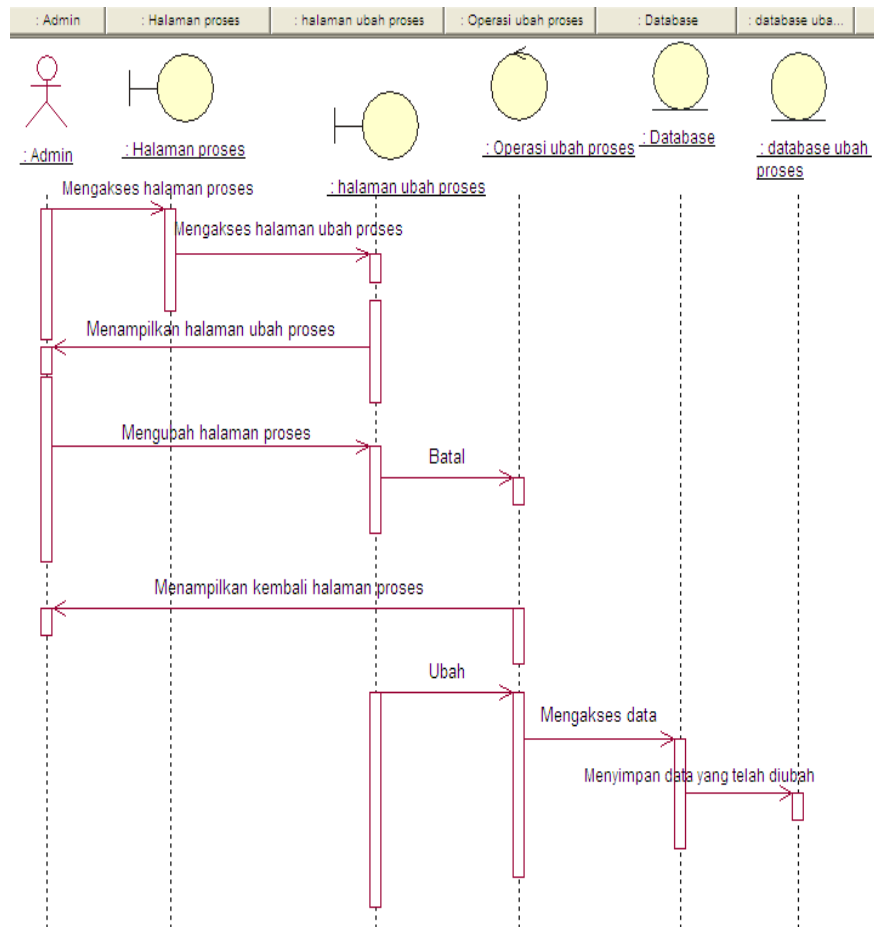 : Admin
: Halaman proses
: halaman ubah proses
: Operasi ubah proses
: Database
: database uba...
: Admin
: Halaman proses
: halaman ubah proses
: Operasi ubah proses
: Database
: database ubah
proses
Mengakses halaman proses
Mengakses halaman ubah proses
Menampilkan halaman ubah proses
Mengubah halaman proses
Batal
Menampilkan kembali halaman proses
Ubah
Mengakses data
Menyimpan data yang telah diubah